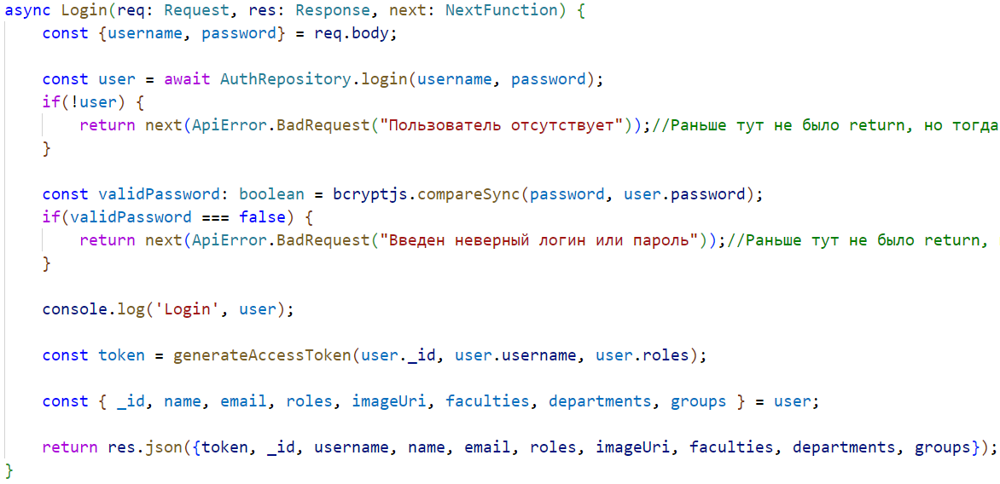 async Login(req: Request, res: Response, next: NextFunction) {
const {username, password} = req.body;
const user = await AuthRepository.login(username, password);
if(!user) {
return next(ApiError.BadRequest("Пользователь отсутствует"));//Раньше тут не было return, но тогда
}
const validPassword: boolean = bcryptjs.compareSync(password, user.password);
if(validPassword === false) {
return next(ApiError.BadRequest("Введен неверный логин или пароль"));//Раньше тут не было return,
}
console.log('Login', user);
const token = generateAccessToken(user._id, user.username, user.roles);
const { _id, name, email, roles, imageUri, faculties, departments, groups } = user;
return res.json({token, _id, username, name, email, roles, imageUri, faculties, departments, groups});
}